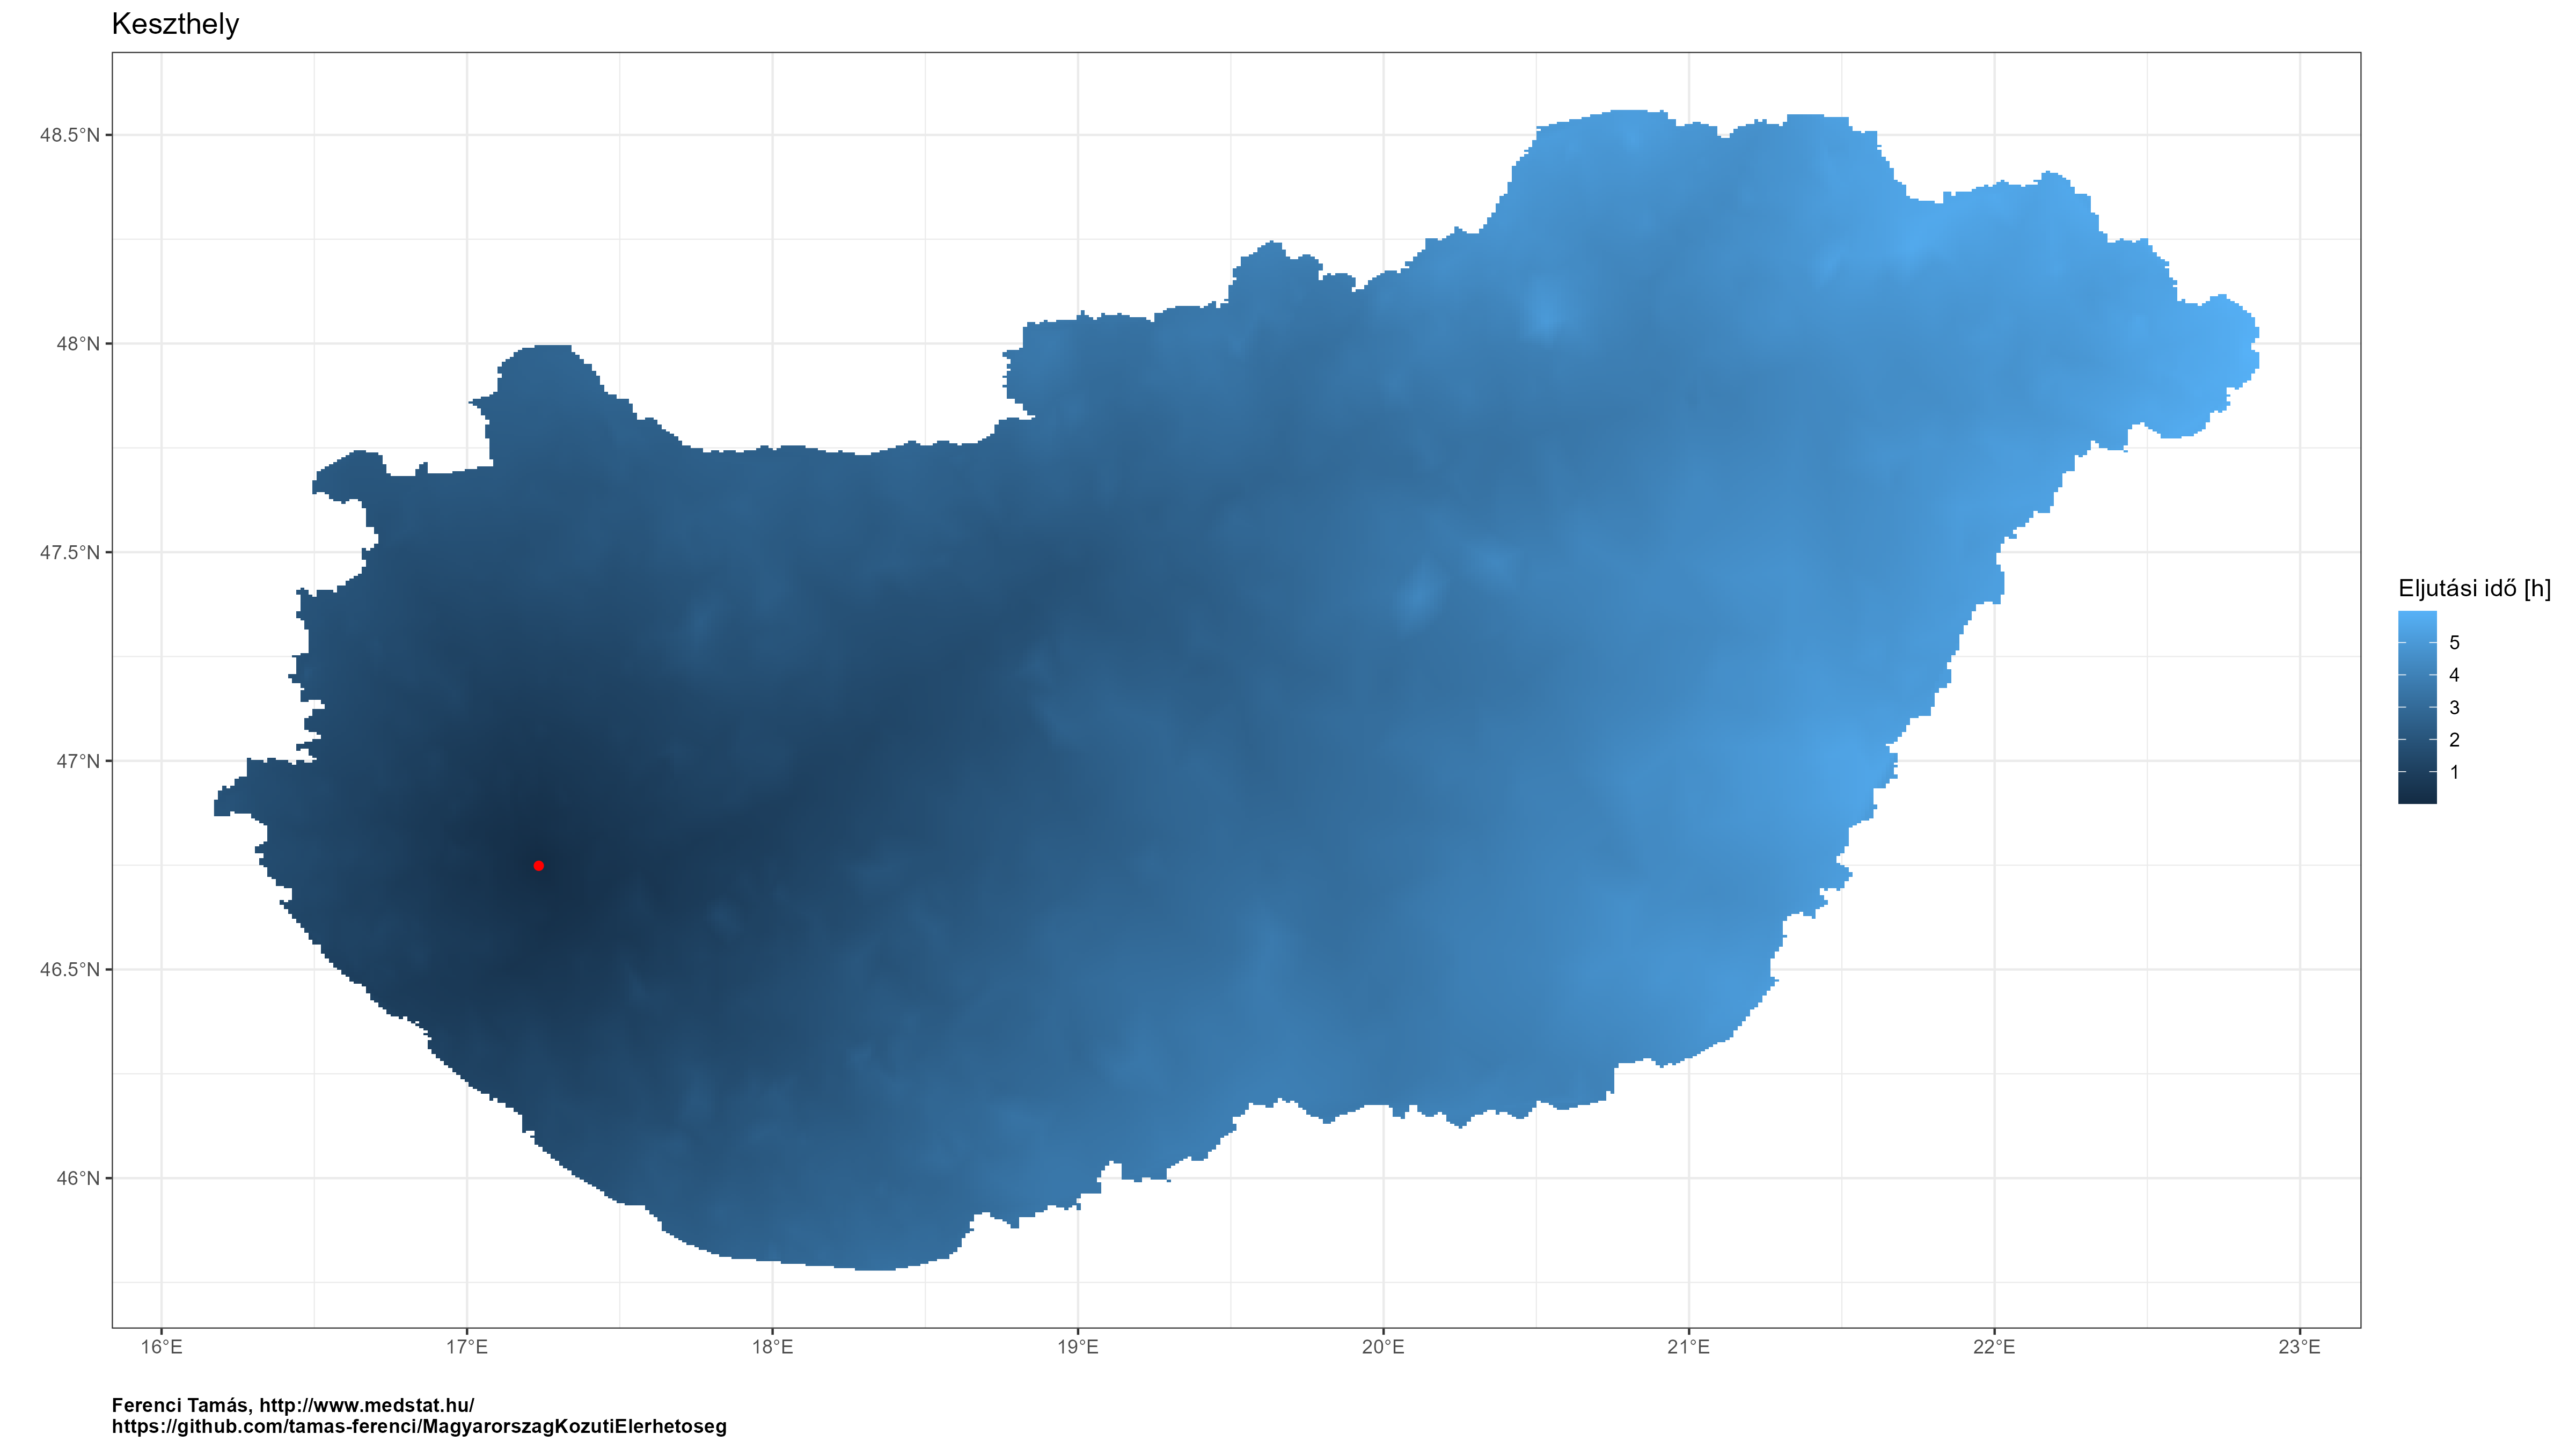 Keszthely
48.5°N
48°N
47.5°N
47°N
46.5°N
46°N
16°E
17°E
18°E
19°E
20°E
21°E
22°E
23°E
Eljutási idő [h]
5
4
3
2
1
Ferenci Tamás, http://www.medstat.hu/
https://github.com/tamas-ferenci/MagyarorszagKozutiElerhetoseg